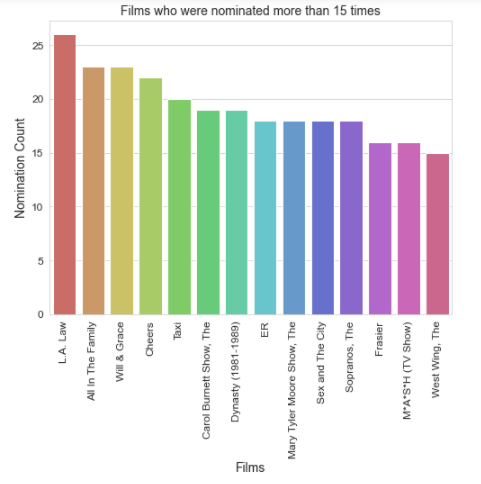 Films who were nominated more than 15 times
Nomination Count
25
20
15
10
5
0
L.A. Law
All In The Family
Will & Grace
Cheers
Taxi
Carol Burnett Show, The
Dynasty (1981-1989)
ER
Mary Tyler Moore Show, The
Sex and The City
Sopranos, The
Frasier
M*A*S*H (TV Show)
West Wing, The
Films